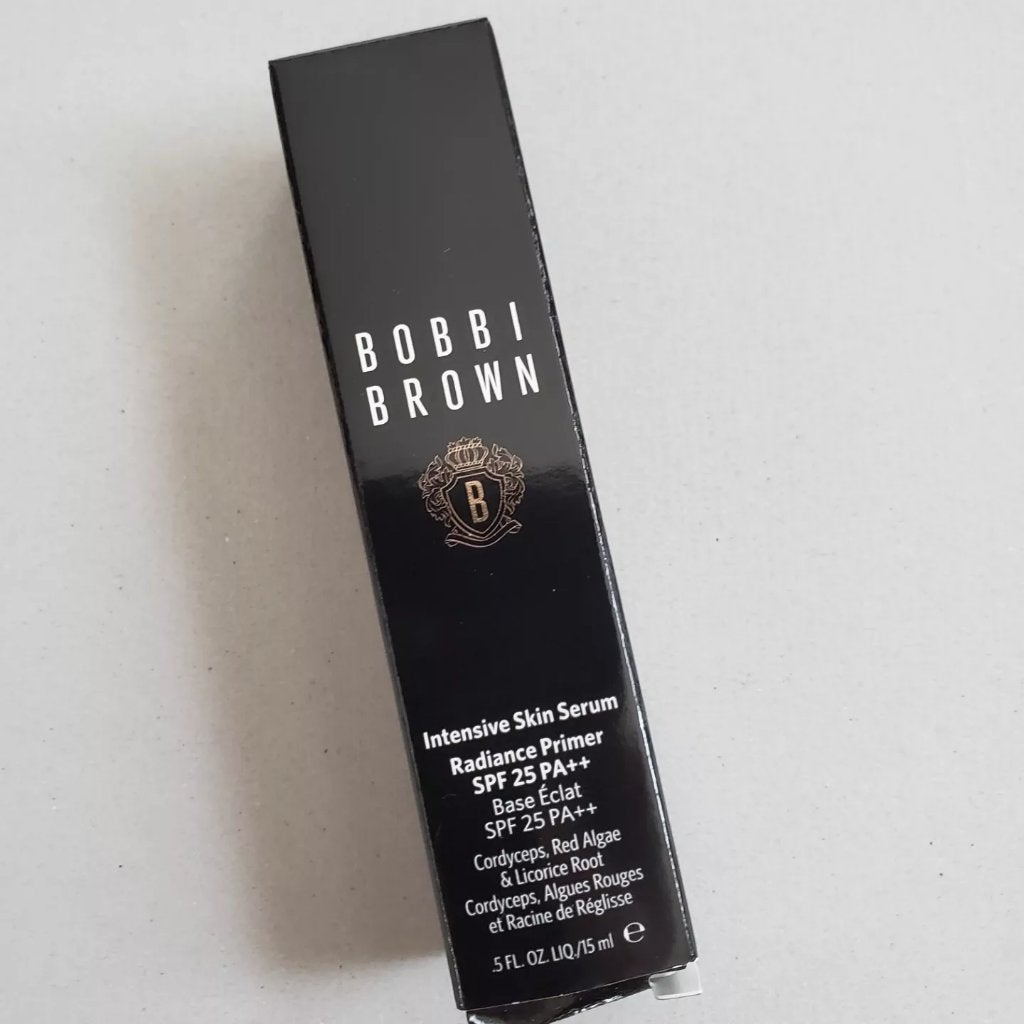 BOBBI
BROWN
B
Intensive Skin Serum
Radiance Primer
SPF 25 PA++
Base Éclat
SPF 25 PA++
Cordyceps, Red Algae
& Licorice Root
Cordyceps, Algues Rouges
et Racine de Réglisse
.5 FL. OZ. LIQ./15 ml ℮